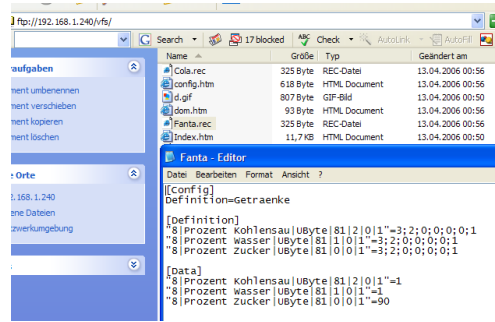 ftp://192.168.1.240/vfs/
G Search 17 blocked Check AutoLink AutoFill
Name Größe Typ Geändert am
Cola.rec 325 Byte REC-Datei 13.04.2006 00:56
config.htm 618 Byte HTML Document 13.04.2006 00:56
d.gif 807 Byte GIF-Bild 13.04.2006 00:50
dom.htm 93 Byte HTML Document 13.04.2006 00:56
Fanta.rec 325 Byte REC-Datei 13.04.2006 00:56
Index.htm 11,7 KB HTML Document 13.04.2006 00:50
raufgaben
ment umbenennen
ment verschieben
ment kopieren
ment löschen
e Orte
2.168.1.240
ene Dateien
tzwerkumgebung
Fanta - Editor
Datei Bearbeiten Format Ansicht ?
[Config]
Definition=Getraenke
[Definition]
"8|Prozent Kohlensau|UByte|81|2|0|1"=3;2;0;0;0;0;1
"8|Prozent Wasser|UByte|81|1|0|1"=3;2;0;0;0;0;1
"8|Prozent Zucker|UByte|81|0|0|1"=3;2;0;0;0;0;1
[Data]
"8|Prozent Kohlensau|UByte|81|2|0|1"=1
"8|Prozent Wasser|UByte|81|1|0|1"=1
"8|Prozent Zucker|UByte|81|0|0|1"=90